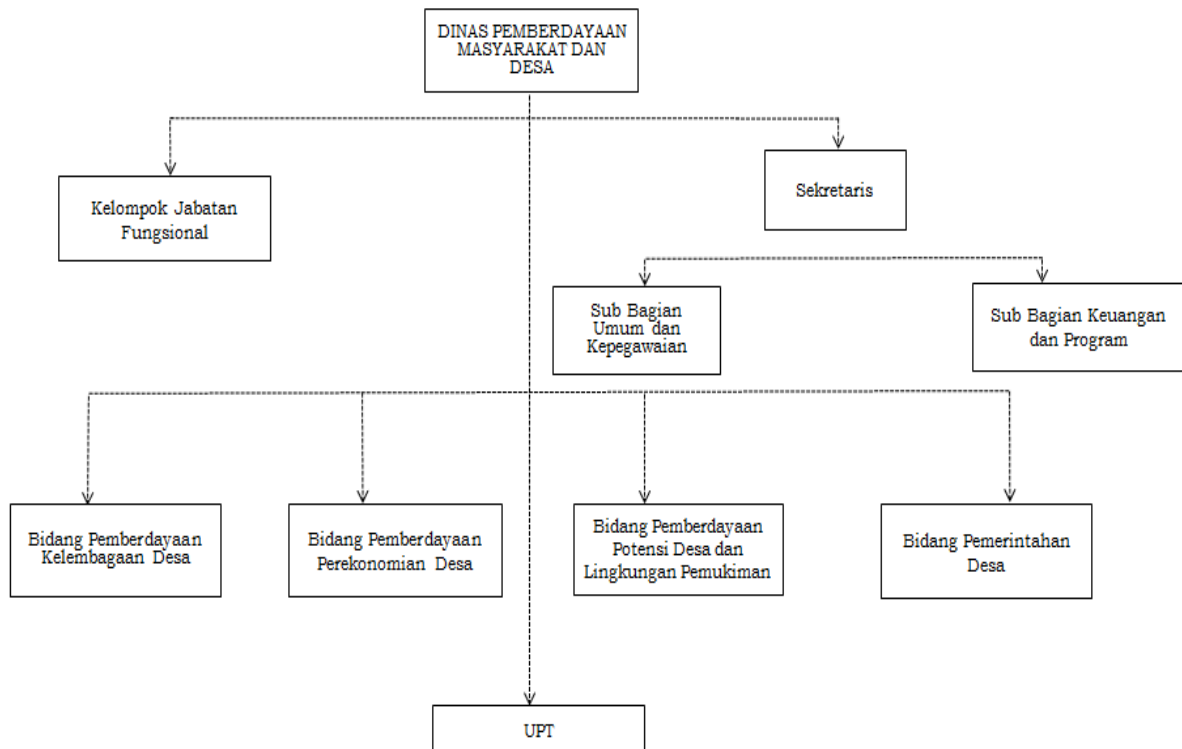 DINAS PEMBERDAYAAN
MASYARAKAT DAN
DESA
Kelompok Jabatan
Fungsional
Sekretaris
Sub Bagian
Umum dan
Kepegawaian
Sub Bagian Keuangan
dan Program
Bidang Pemberdayaan
Kelembagaan Desa
Bidang Pemberdayaan
Perekonomian Desa
Bidang Pemberdayaan
Potensi Desa dan
Lingkungan Pemukiman
Bidang Pemerintahan
Desa
UPT